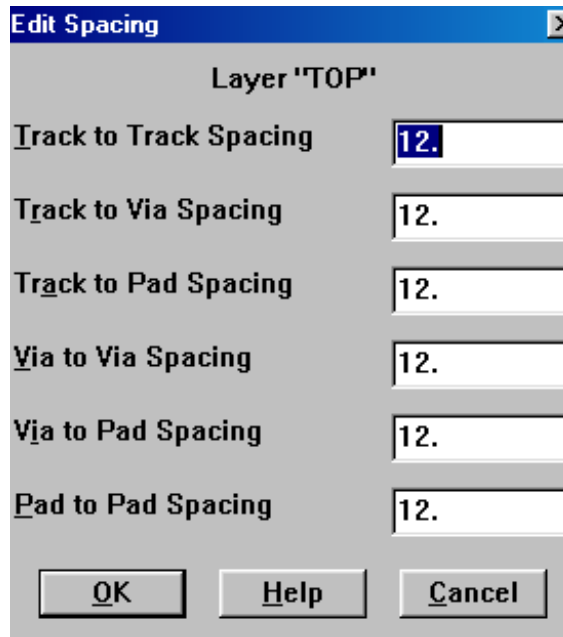 Edit Spacing
Layer "TOP"
Track to Track Spacing 12.
Track to Via Spacing 12.
Track to Pad Spacing 12.
Via to Via Spacing 12.
Via to Pad Spacing 12.
Pad to Pad Spacing 12.
OK Help Cancel